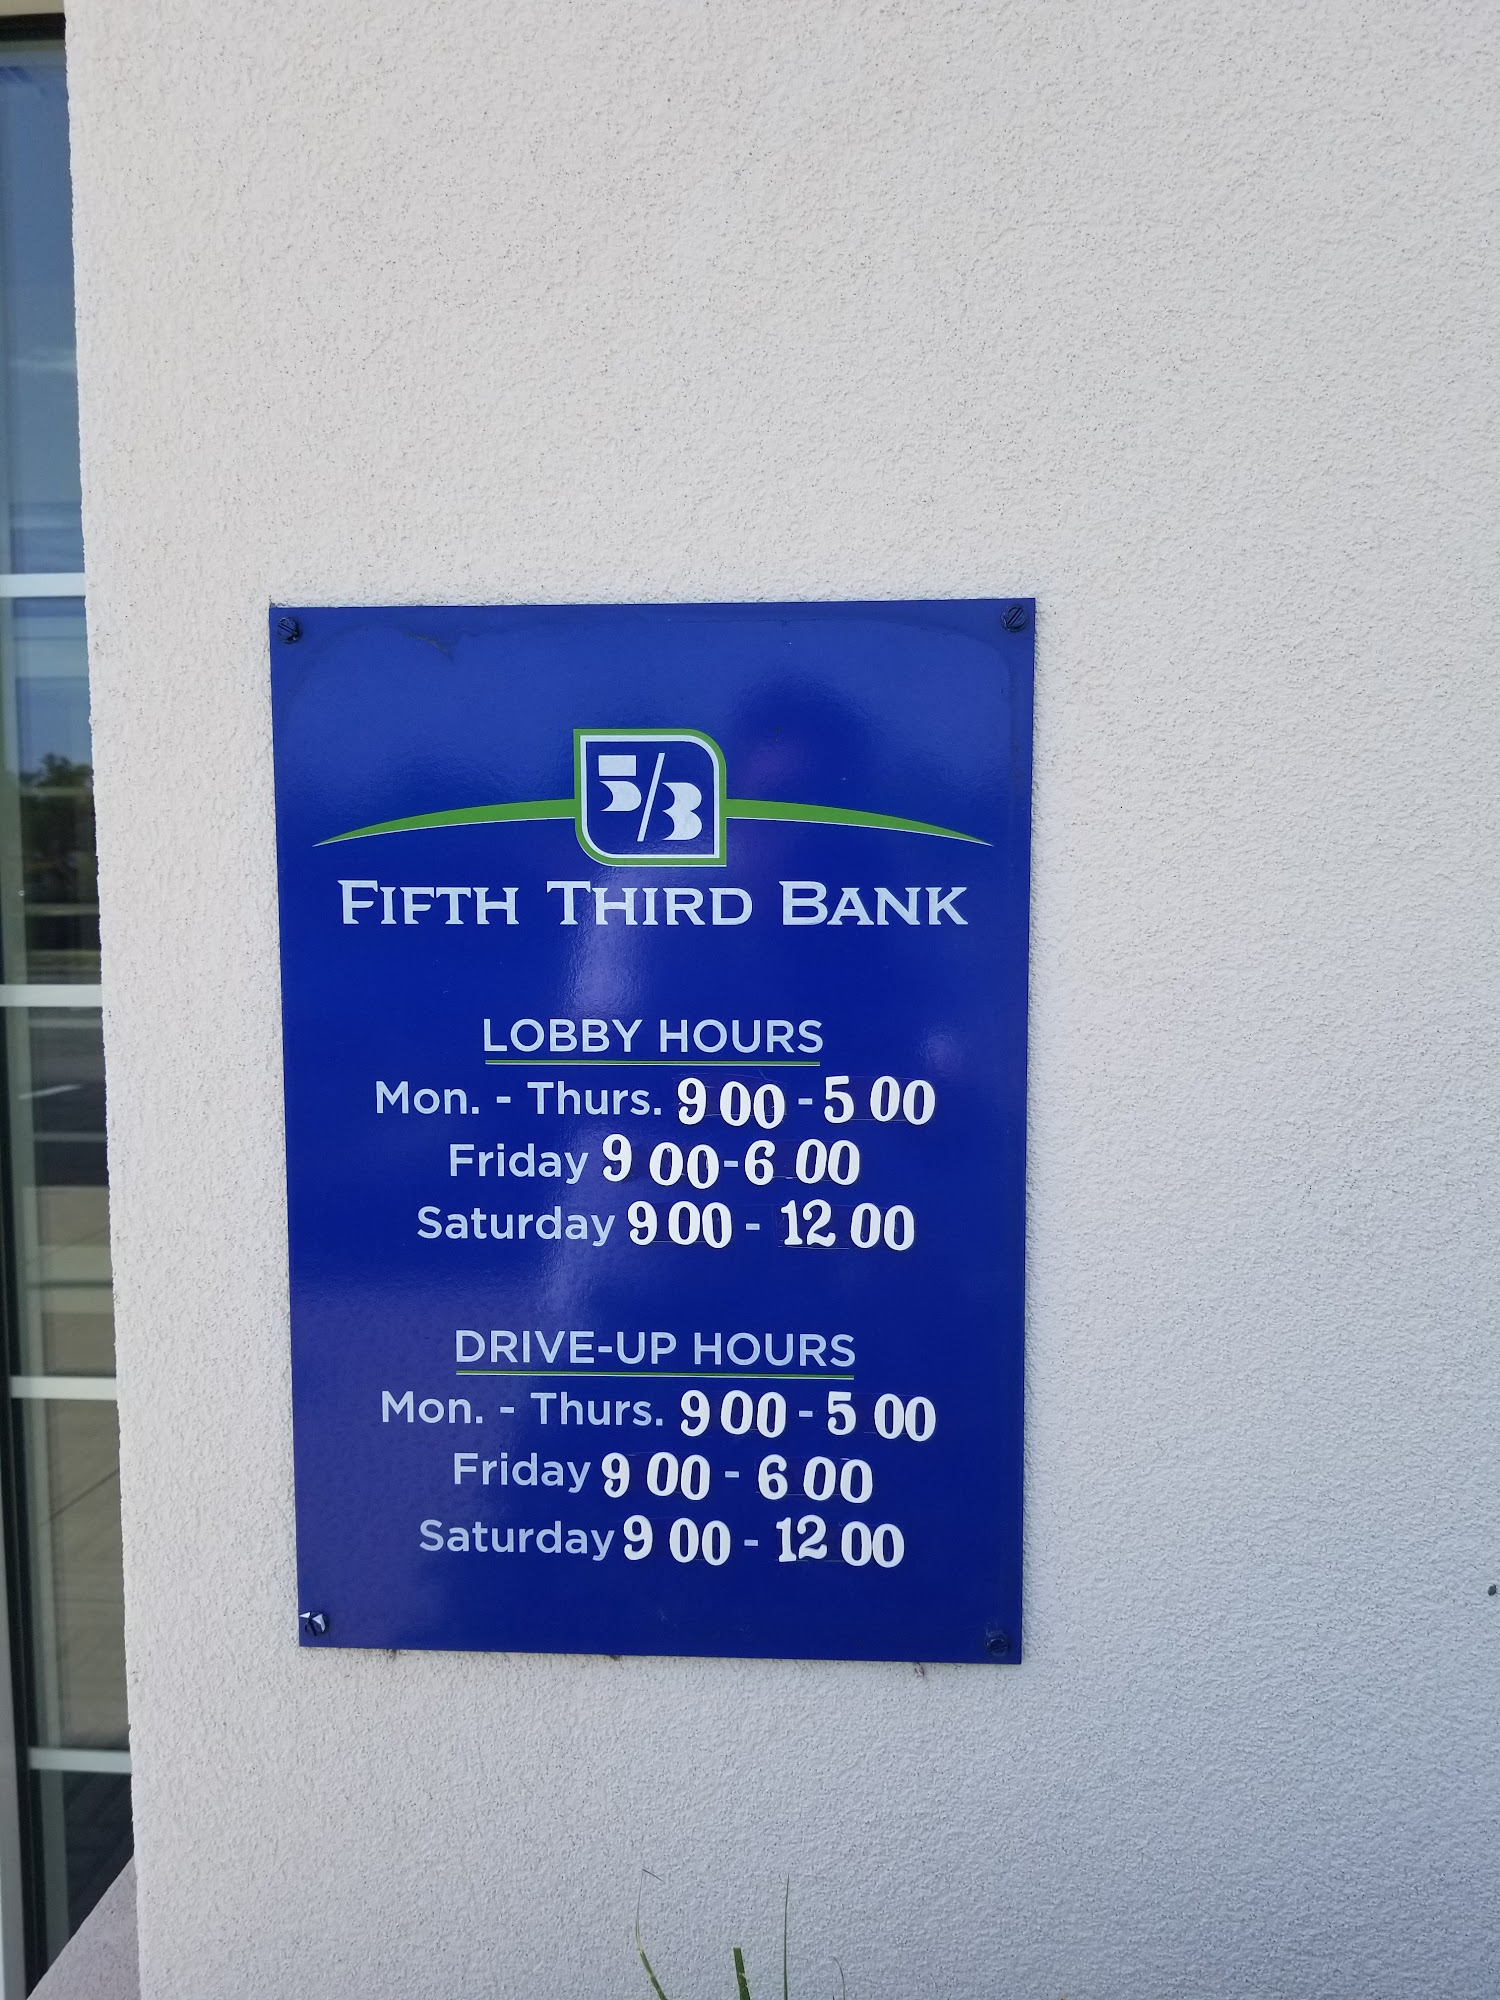 5/3
FIFTH THIRD BANK
LOBBY HOURS
Mon. - Thurs. 9 00 - 5 00
Friday 9 00-6 00
Saturday 9 00 - 12 00
DRIVE-UP HOURS
Mon. - Thurs. 9 00 - 5 00
Friday 9 00 - 6 00
Saturday 9 00 - 12 00